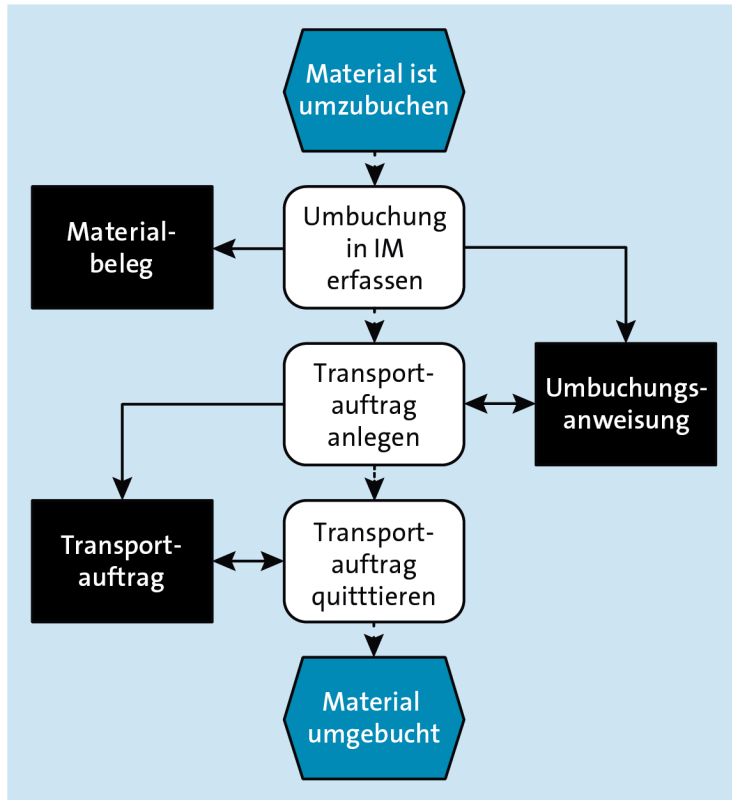 Material ist
umzubuchen
Material-
beleg
Umbuchung
in IM
erfassen
Transport-
auftrag
anlegen
Umbuchungs-
anweisung
Transport-
auftrag
Transport-
auftrag
quitttieren
Material
umgebucht